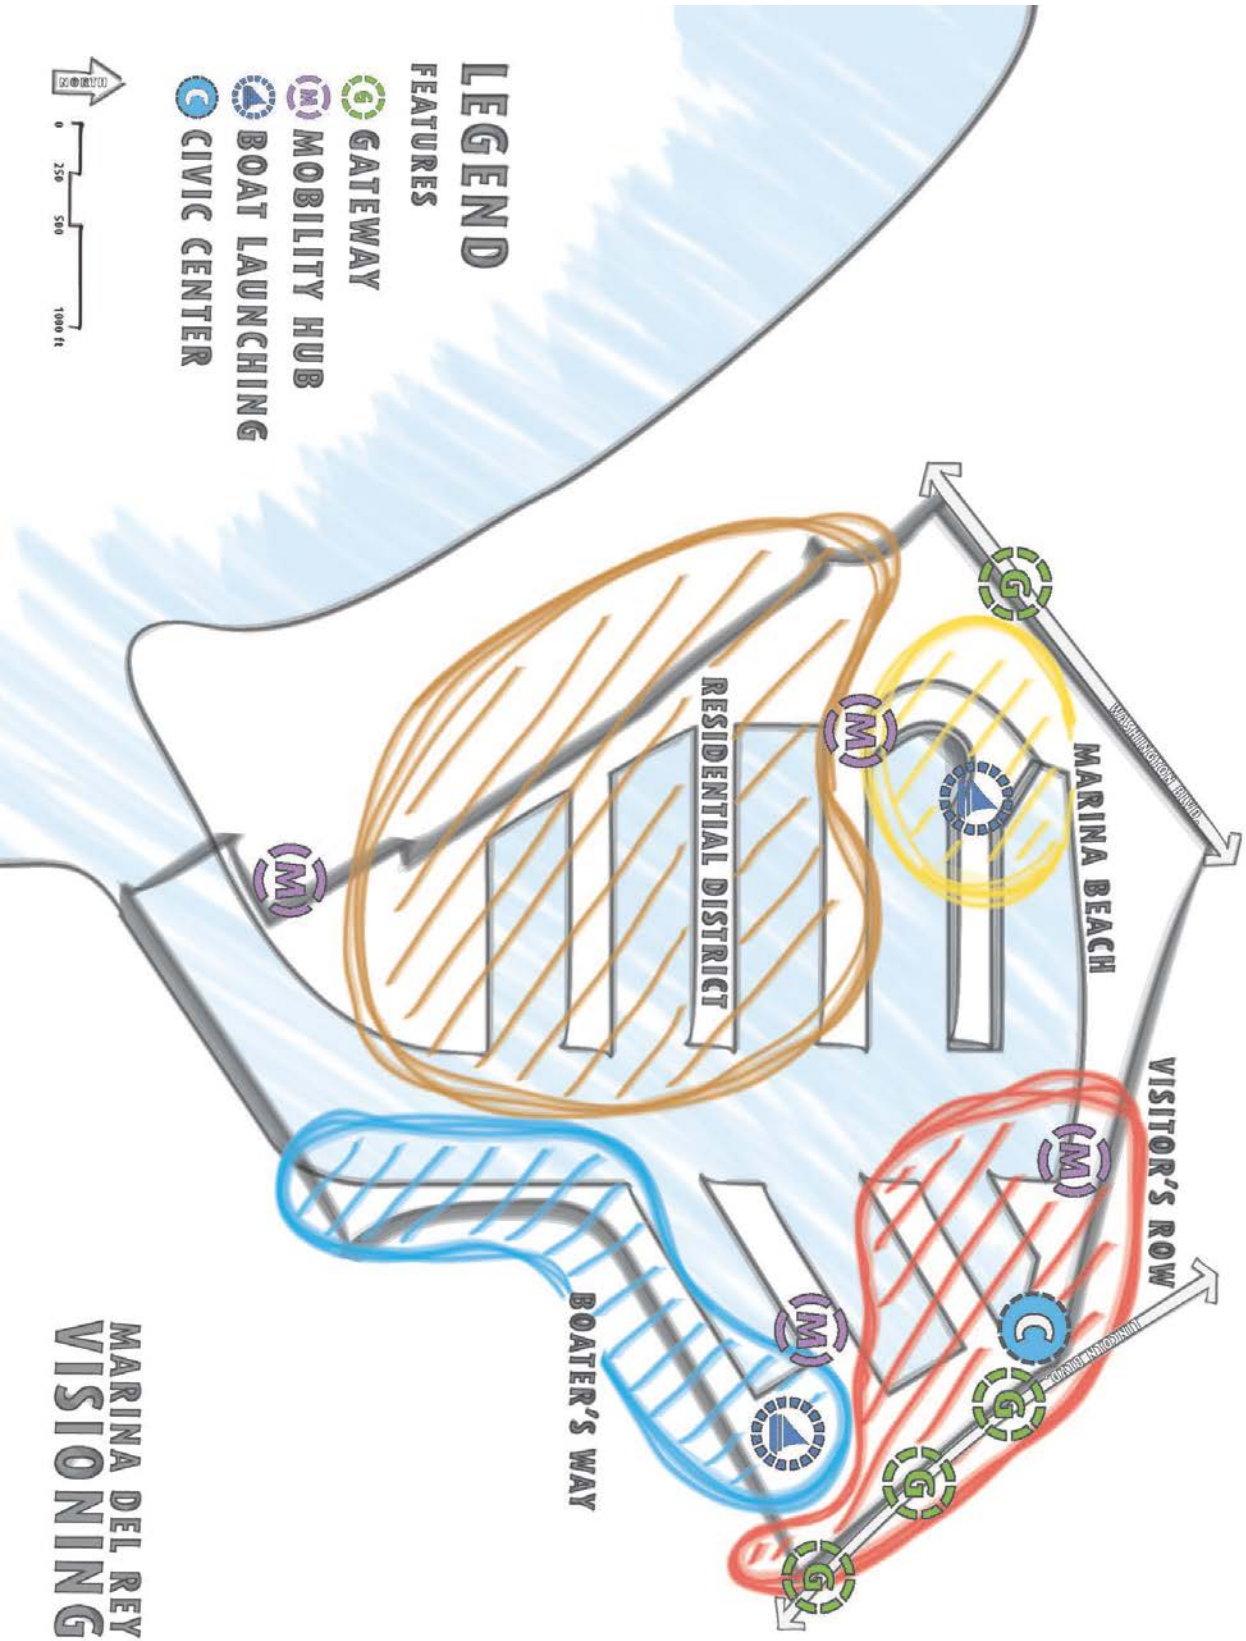 LEGEND
FEATURES
G GATEWAY
M MOBILITY HUB
BOAT LAUNCHING
C CIVIC CENTER
NORTH
0 250 500 1000 ft
WASHINGTON BLVD.
G
MARINA BEACH
M
RESIDENTIAL DISTRICT
M
VISITOR'S ROW
M
C
LINCOLN BLVD.
G
G
G
M
BOATER'S WAY
MARINA DEL REY
VISIONING